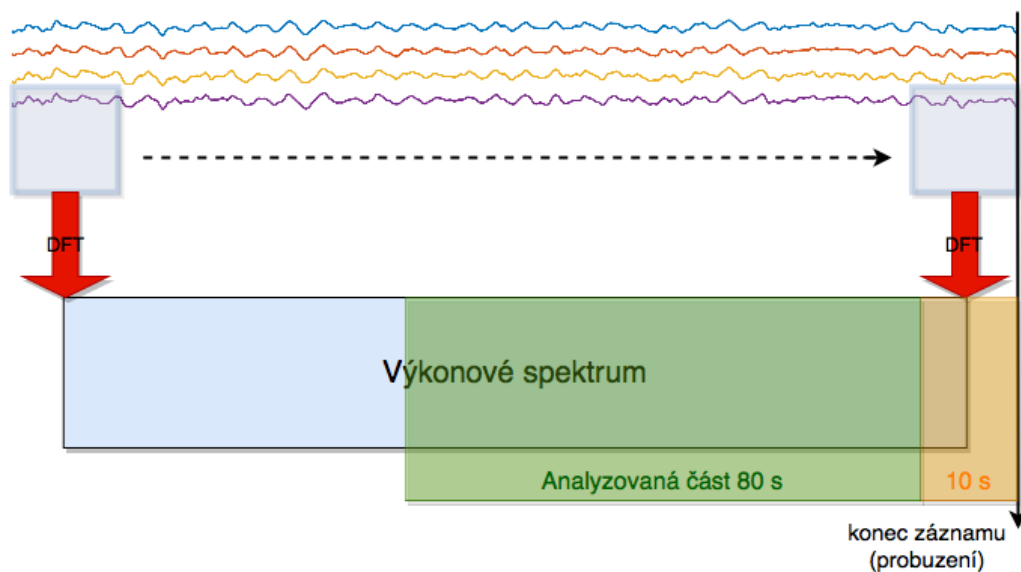 DFT
DFT
Výkonové spektrum
Analyzovaná část 80 s
10 s
konec záznamu
(probuzení)